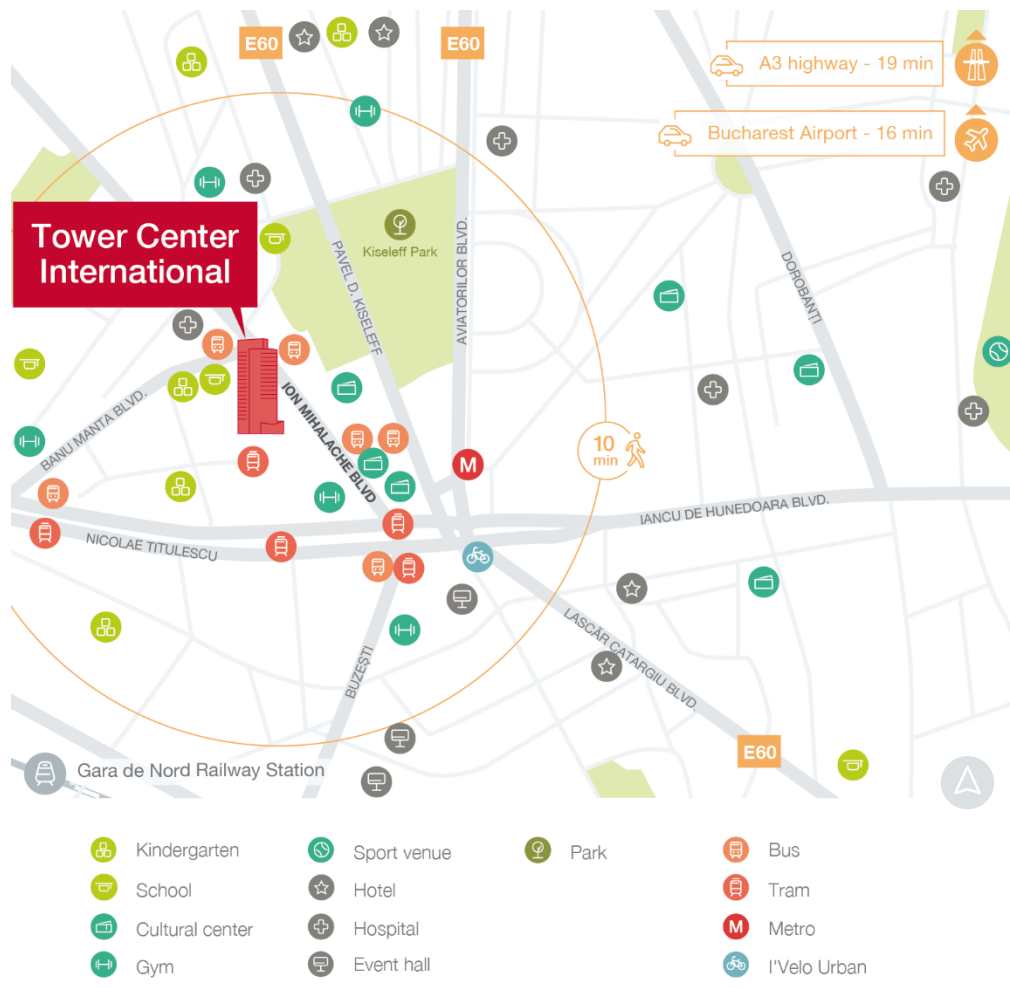 E60
E60
A3 highway - 19 min
Bucharest Airport - 16 min
Tower Center
International
Kiseleff Park
PAVEL D. KISELEFF
AVIATORILOR BLVD.
DOROBANȚI
BANU MANTA BLVD.
ION MIHALACHE BLVD
10
min
M
IANCU DE HUNEDOARA BLVD.
NICOLAE TITULESCU
BUZEȘTI
LASCĂR CATARGIU BLVD.
E60
Gara de Nord Railway Station
Kindergarten
Sport venue
Park
Bus
School
Hotel
Tram
Cultural center
Hospital
M
Metro
Gym
Event hall
I'Velo Urban